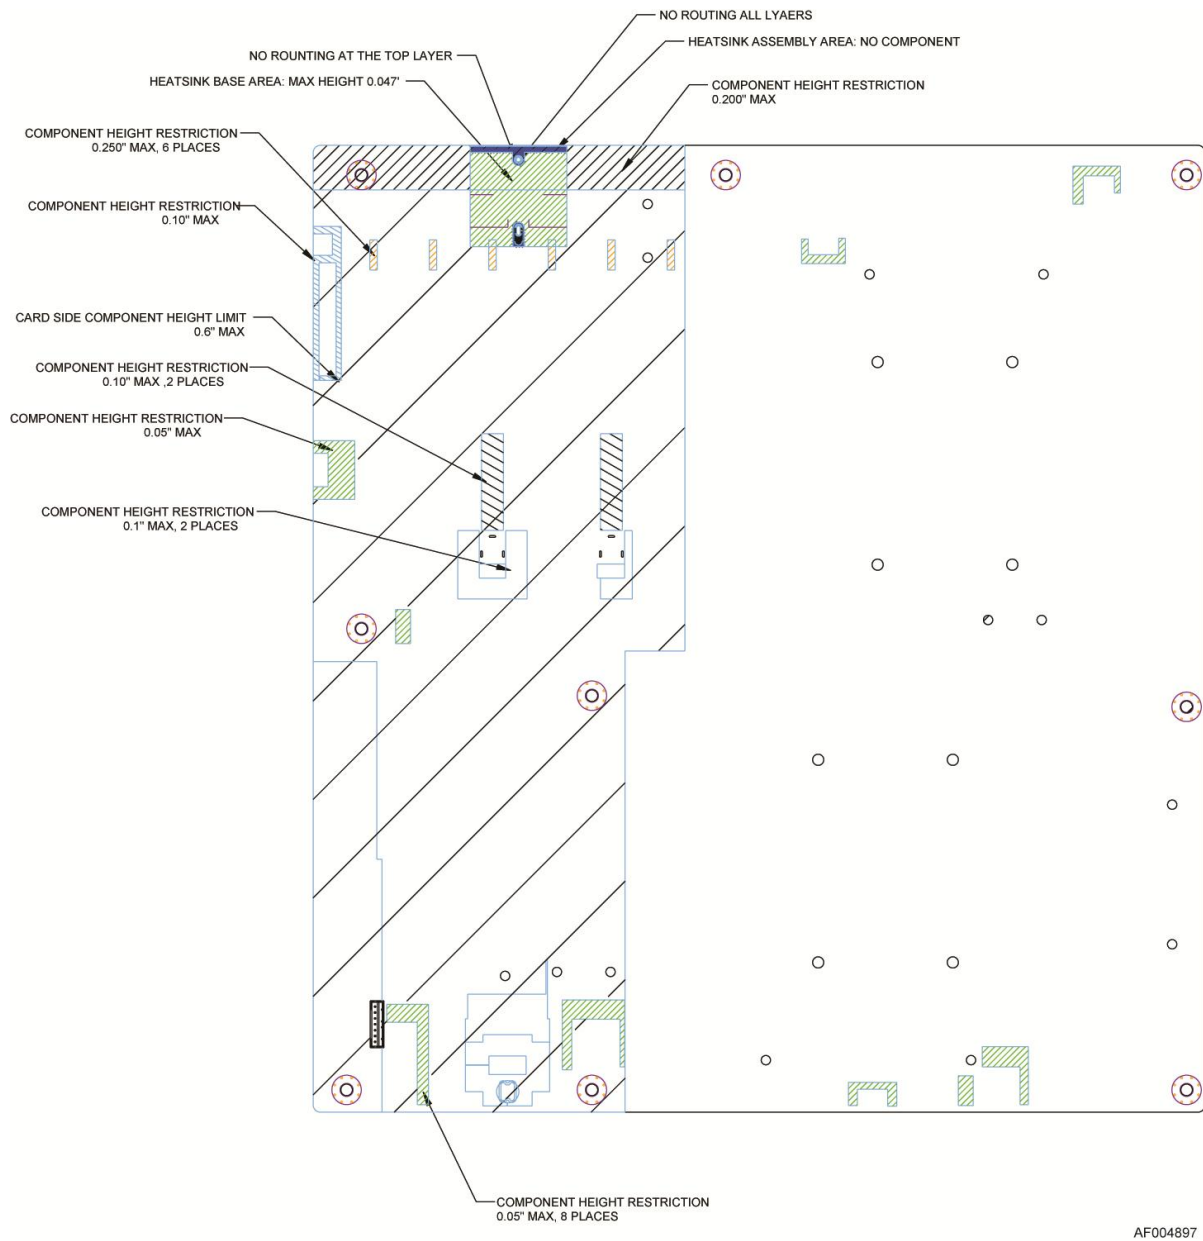 NO ROUTING ALL LYAERS
HEATSINK ASSEMBLY AREA: NO COMPONENT
NO ROUNTING AT THE TOP LAYER
HEATSINK BASE AREA: MAX HEIGHT 0.047'
COMPONENT HEIGHT RESTRICTION
0.200" MAX
COMPONENT HEIGHT RESTRICTION
0.250" MAX, 6 PLACES
COMPONENT HEIGHT RESTRICTION
0.10" MAX
CARD SIDE COMPONENT HEIGHT LIMIT
0.6" MAX
COMPONENT HEIGHT RESTRICTION
0.10" MAX ,2 PLACES
COMPONENT HEIGHT RESTRICTION
0.05" MAX
COMPONENT HEIGHT RESTRICTION
0.1" MAX, 2 PLACES
COMPONENT HEIGHT RESTRICTION
0.05" MAX, 8 PLACES
AF004897